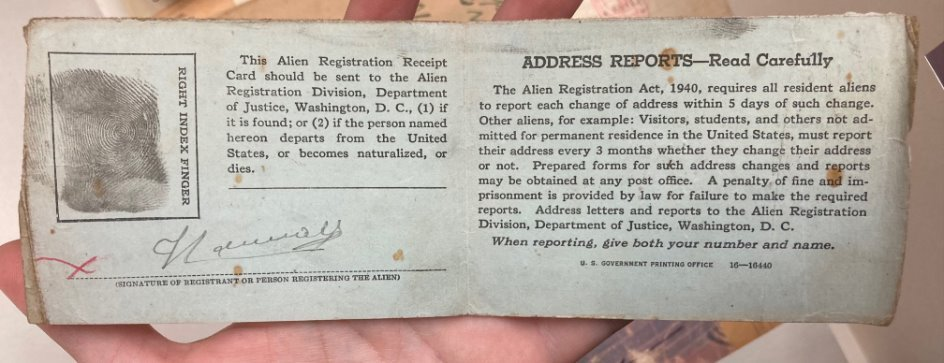 RIGHT INDEX FINGER
This Alien Registration Receipt
Card should be sent to the Alien
Registration Division, Department
of Justice, Washington, D. C., (1) if
it is found; or (2) if the person named
hereon departs from the United
States, or becomes naturalized, or
dies.
(SIGNATURE OF REGISTRANT OR PERSON REGISTERING THE ALIEN)
ADDRESS REPORTS—Read Carefully
The Alien Registration Act, 1940, requires all resident aliens
to report each change of address within 5 days of such change.
Other aliens, for example: Visitors, students, and others not ad-
mitted for permanent residence in the United States, must report
their address every 3 months whether they change their address
or not. Prepared forms for such address changes and reports
may be obtained at any post office. A penalty of fine and im-
prisonment is provided by law for failure to make the required
reports. Address letters and reports to the Alien Registration
Division, Department of Justice, Washington, D. C.
When reporting, give both your number and name.
U. S. GOVERNMENT PRINTING OFFICE 16—16440